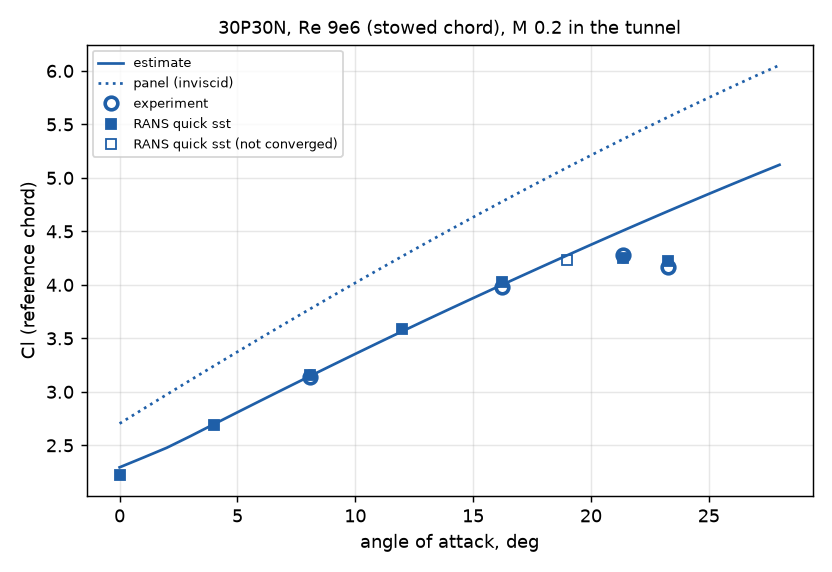 30P30N, Re 9e6 (stowed chord), M 0.2 in the tunnel
estimate
panel (inviscid)
experiment
RANS quick sst
RANS quick sst (not converged)
Cl (reference chord)
6.0
5.5
5.0
4.5
4.0
3.5
3.0
2.5
0 5 10 15 20 25
angle of attack, deg